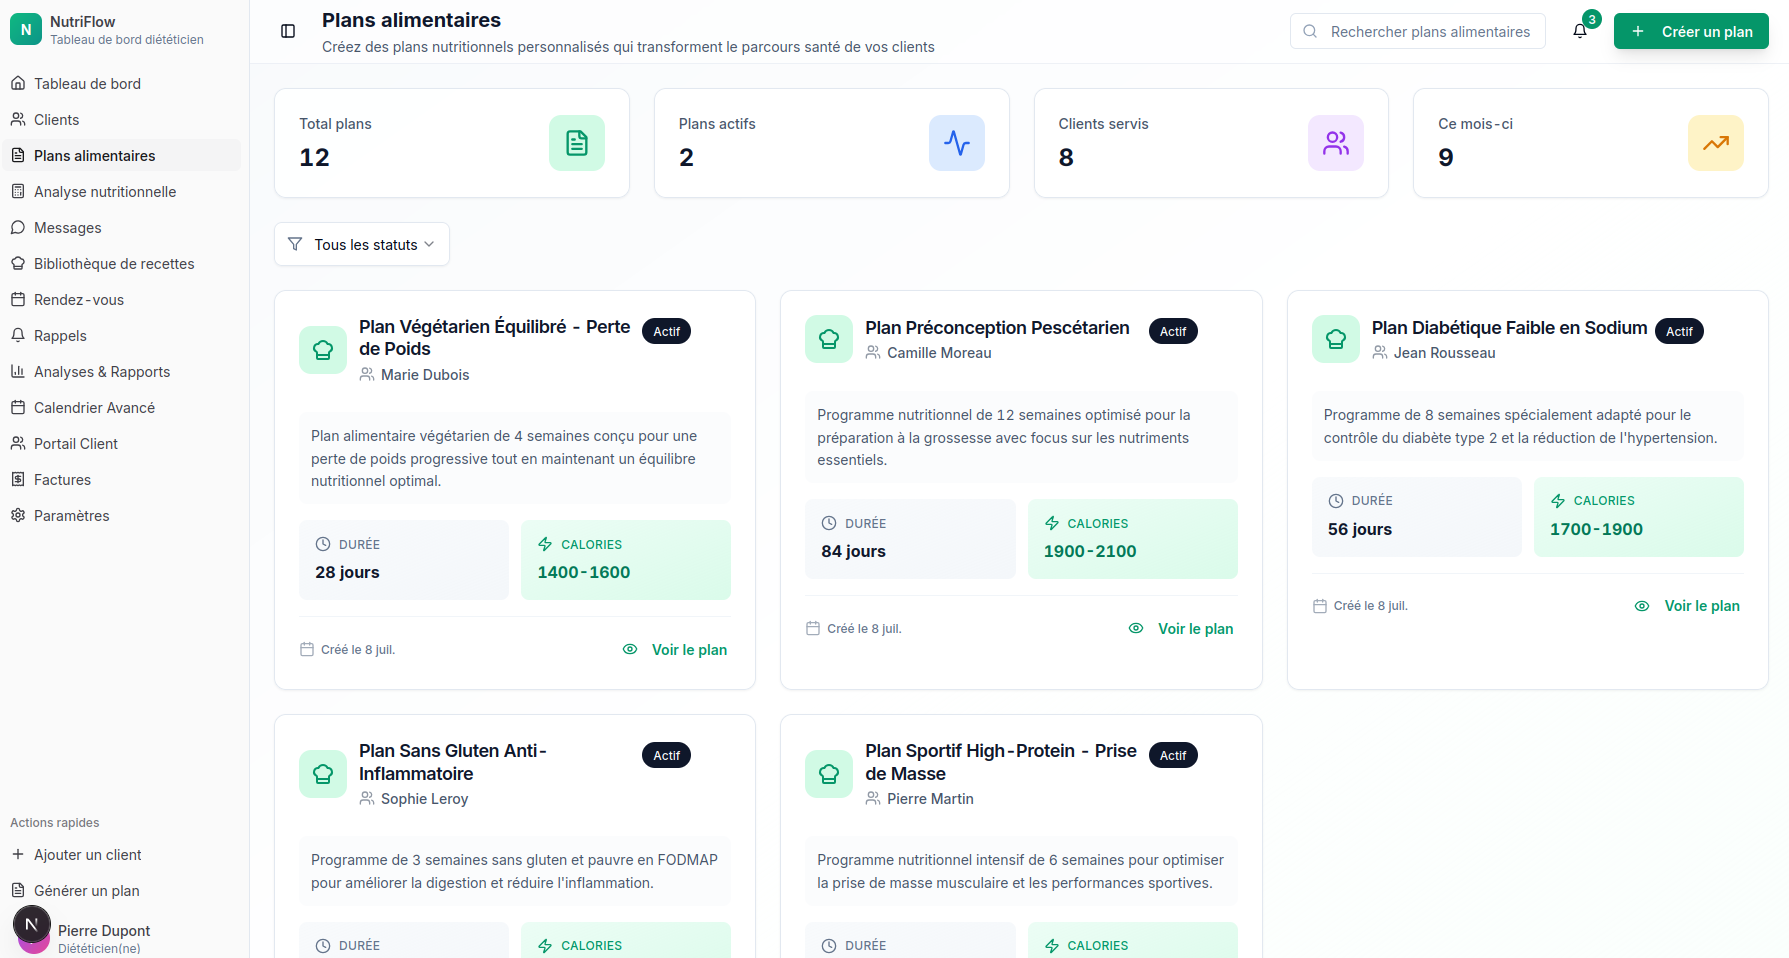 N
NutriFlow
Tableau de bord diététicien
Tableau de bord
Clients
Plans alimentaires
Analyse nutritionnelle
Messages
Bibliothèque de recettes
Rendez-vous
Rappels
Analyses & Rapports
Calendrier Avancé
Portail Client
Factures
Paramètres
Actions rapides
Ajouter un client
Générer un plan
N
Pierre Dupont
Diététicien(ne)
Plans alimentaires
Créez des plans nutritionnels personnalisés qui transforment le parcours santé de vos clients
Rechercher plans alimentaires
3
Créer un plan
Total plans
12
Plans actifs
2
Clients servis
8
Ce mois-ci
9
Tous les statuts
Plan Végétarien Équilibré - Perte
de Poids
Actif
Marie Dubois
Plan alimentaire végétarien de 4 semaines conçu pour une
perte de poids progressive tout en maintenant un équilibre
nutritionnel optimal.
DURÉE
28 jours
CALORIES
1400-1600
Créé le 8 juil.
Voir le plan
Plan Préconception Pescétarien
Actif
Camille Moreau
Programme nutritionnel de 12 semaines optimisé pour la
préparation à la grossesse avec focus sur les nutriments
essentiels.
DURÉE
84 jours
CALORIES
1900-2100
Créé le 8 juil.
Voir le plan
Plan Diabétique Faible en Sodium
Actif
Jean Rousseau
Programme de 8 semaines spécialement adapté pour le
contrôle du diabète type 2 et la réduction de l'hypertension.
DURÉE
56 jours
CALORIES
1700-1900
Créé le 8 juil.
Voir le plan
Plan Sans Gluten Anti-
Inflammatoire
Actif
Sophie Leroy
Programme de 3 semaines sans gluten et pauvre en FODMAP
pour améliorer la digestion et réduire l'inflammation.
DURÉE
CALORIES
Plan Sportif High-Protein - Prise
de Masse
Actif
Pierre Martin
Programme nutritionnel intensif de 6 semaines pour optimiser
la prise de masse musculaire et les performances sportives.
DURÉE
CALORIES